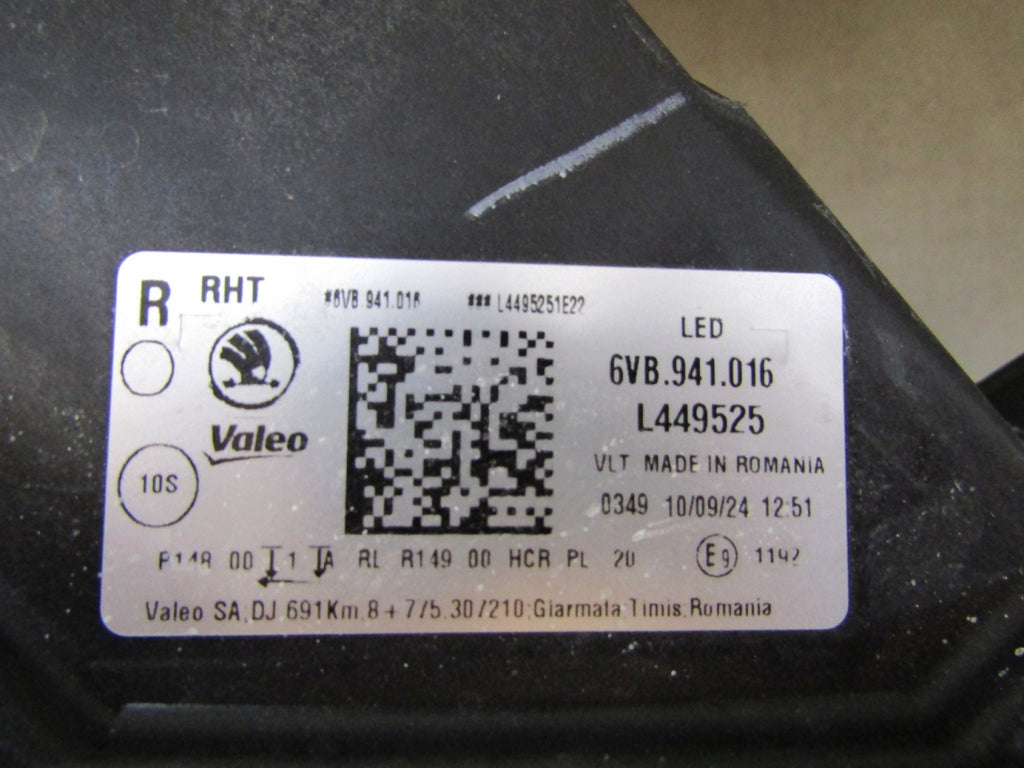 R RHT #6VB 941.016 ### L4495251E22
LED
6VB.941.016
L449525
Valeo
VLT MADE IN ROMANIA
10S
0349 10/09/24 12:51
R148 00 1 A RL R149 00 HCR PL 20 E9 1192
Valeo SA;DJ 691Km.8+775.30/210;Giarmata Timis,Romania